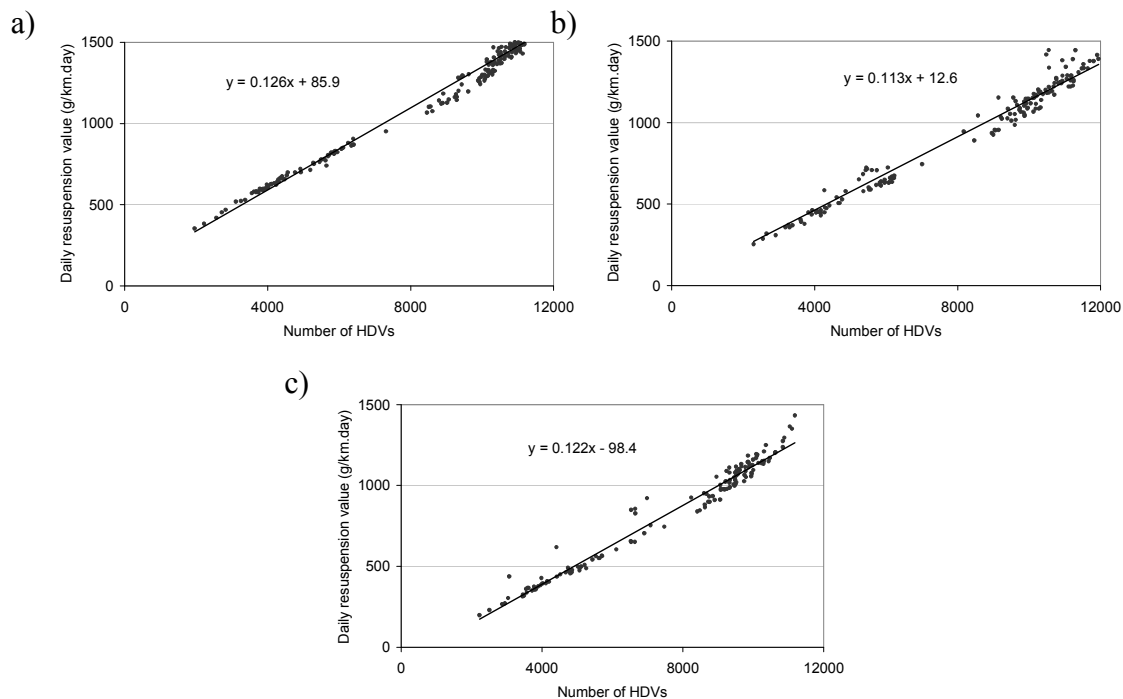 a)
Daily resuspension value (g/km.day)
1500
1000
500
0
y = 0.126x + 85.9
0 4000 8000 12000
Number of HDVs
b)
Daily resuspension value (g/km.day)
1500
1000
500
0
y = 0.113x + 12.6
0 4000 8000 12000
Number of HDVs
c)
Daily resuspension value (g/km.day)
1500
1000
500
0
y = 0.122x - 98.4
0 4000 8000 12000
Number of HDVs